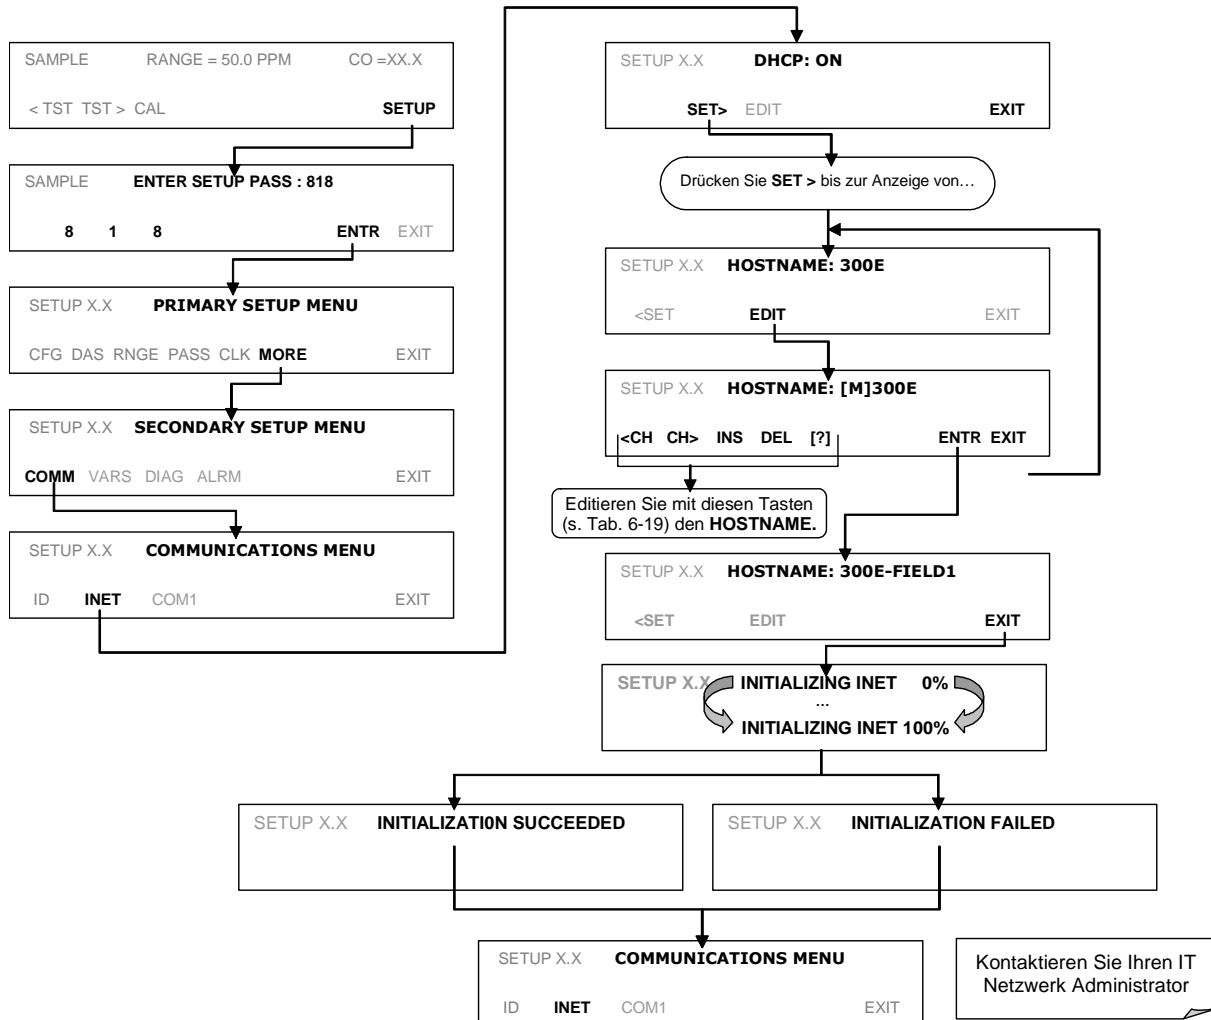 SAMPLE RANGE = 50.0 PPM CO =XX.X
< TST TST > CAL SETUP
SAMPLE ENTER SETUP PASS : 818
8 1 8 ENTR EXIT
SETUP X.X PRIMARY SETUP MENU
CFG DAS RNGE PASS CLK MORE EXIT
SETUP X.X SECONDARY SETUP MENU
COMM VARS DIAG ALRM EXIT
SETUP X.X COMMUNICATIONS MENU
ID INET COM1 EXIT
SETUP X.X DHCP: ON
SET> EDIT EXIT
Drücken Sie SET > bis zur Anzeige von…
SETUP X.X HOSTNAME: 300E
<SET EDIT EXIT
SETUP X.X HOSTNAME: [M]300E
<CH CH> INS DEL [?] ENTR EXIT
Editieren Sie mit diesen Tasten
(s. Tab. 6-19) den HOSTNAME.
SETUP X.X HOSTNAME: 300E-FIELD1
<SET EDIT EXIT
SETUP X.X INITIALIZING INET 0%
…
INITIALIZING INET 100%
SETUP X.X INITIALIZATI0N SUCCEEDED
SETUP X.X INITIALIZATION FAILED
SETUP X.X COMMUNICATIONS MENU
ID INET COM1 EXIT
Kontaktieren Sie Ihren IT
Netzwerk Administrator